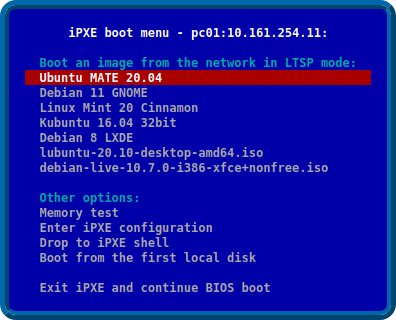 iPXE boot menu - pc01:10.161.254.11:
Boot an image from the network in LTSP mode:
Ubuntu MATE 20.04
Debian 11 GNOME
Linux Mint 20 Cinnamon
Kubuntu 16.04 32bit
Debian 8 LXDE
lubuntu-20.10-desktop-amd64.iso
debian-live-10.7.0-i386-xfce+nonfree.iso
Other options:
Memory test
Enter iPXE configuration
Drop to iPXE shell
Boot from the first local disk
Exit iPXE and continue BIOS boot